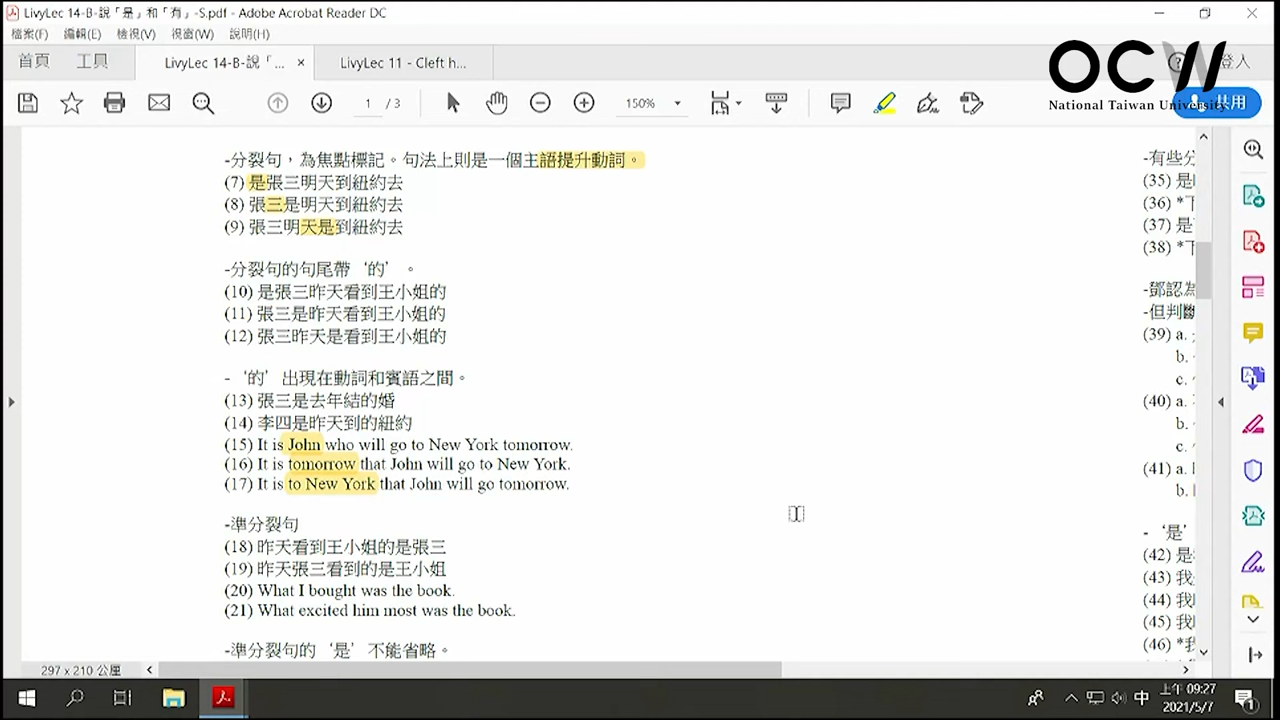 LivyLec 14-B-說「是」和「有」-S.pdf - Adobe Acrobat Reader DC
檔案(F) 編輯(E) 檢視(V) 視窗(W) 說明(H)
首頁 工具 LivyLec 14-B-說「... × LivyLec 11 - Cleft h... 登入
OCW
National Taiwan University
1 / 3 150% 共用
-分裂句，為焦點標記。句法上則是一個主語提升動詞。
(7) 是張三明天到紐約去
(8) 張三是明天到紐約去
(9) 張三明天是到紐約去
-分裂句的句尾帶‘的’。
(10) 是張三昨天看到王小姐的
(11) 張三是昨天看到王小姐的
(12) 張三昨天是看到王小姐的
-‘的’出現在動詞和賓語之間。
(13) 張三是去年結的婚
(14) 李四是昨天到的紐約
(15) It is John who will go to New York tomorrow.
(16) It is tomorrow that John will go to New York.
(17) It is to New York that John will go tomorrow.
-準分裂句
(18) 昨天看到王小姐的是張三
(19) 昨天張三看到的是王小姐
(20) What I bought was the book.
(21) What excited him most was the book.
-準分裂句的‘是’不能省略。
-有些分
(35) 是
(36) *下
(37) 是
(38) *下
-鄧認為
-但判斷
(39) a.
b.
c.
(40) a.
b.
c.
(41) a.
b.
-‘是’
(42) 是
(43) 我
(44) 我
(45) 我
(46) *我
297 x 210 公厘
中
上午 09:27
2021/5/7
1